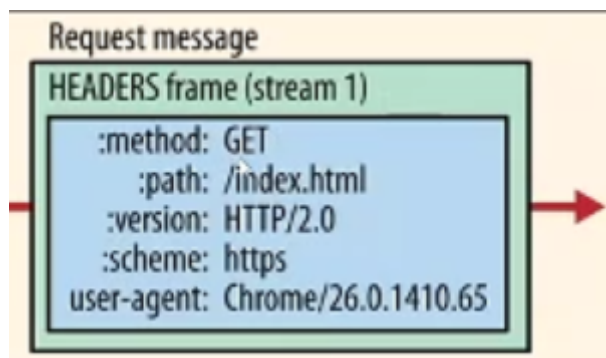 Request message
HEADERS frame (stream 1)
:method: GET
:path: /index.html
:version: HTTP/2.0
:scheme: https
user-agent: Chrome/26.0.1410.65